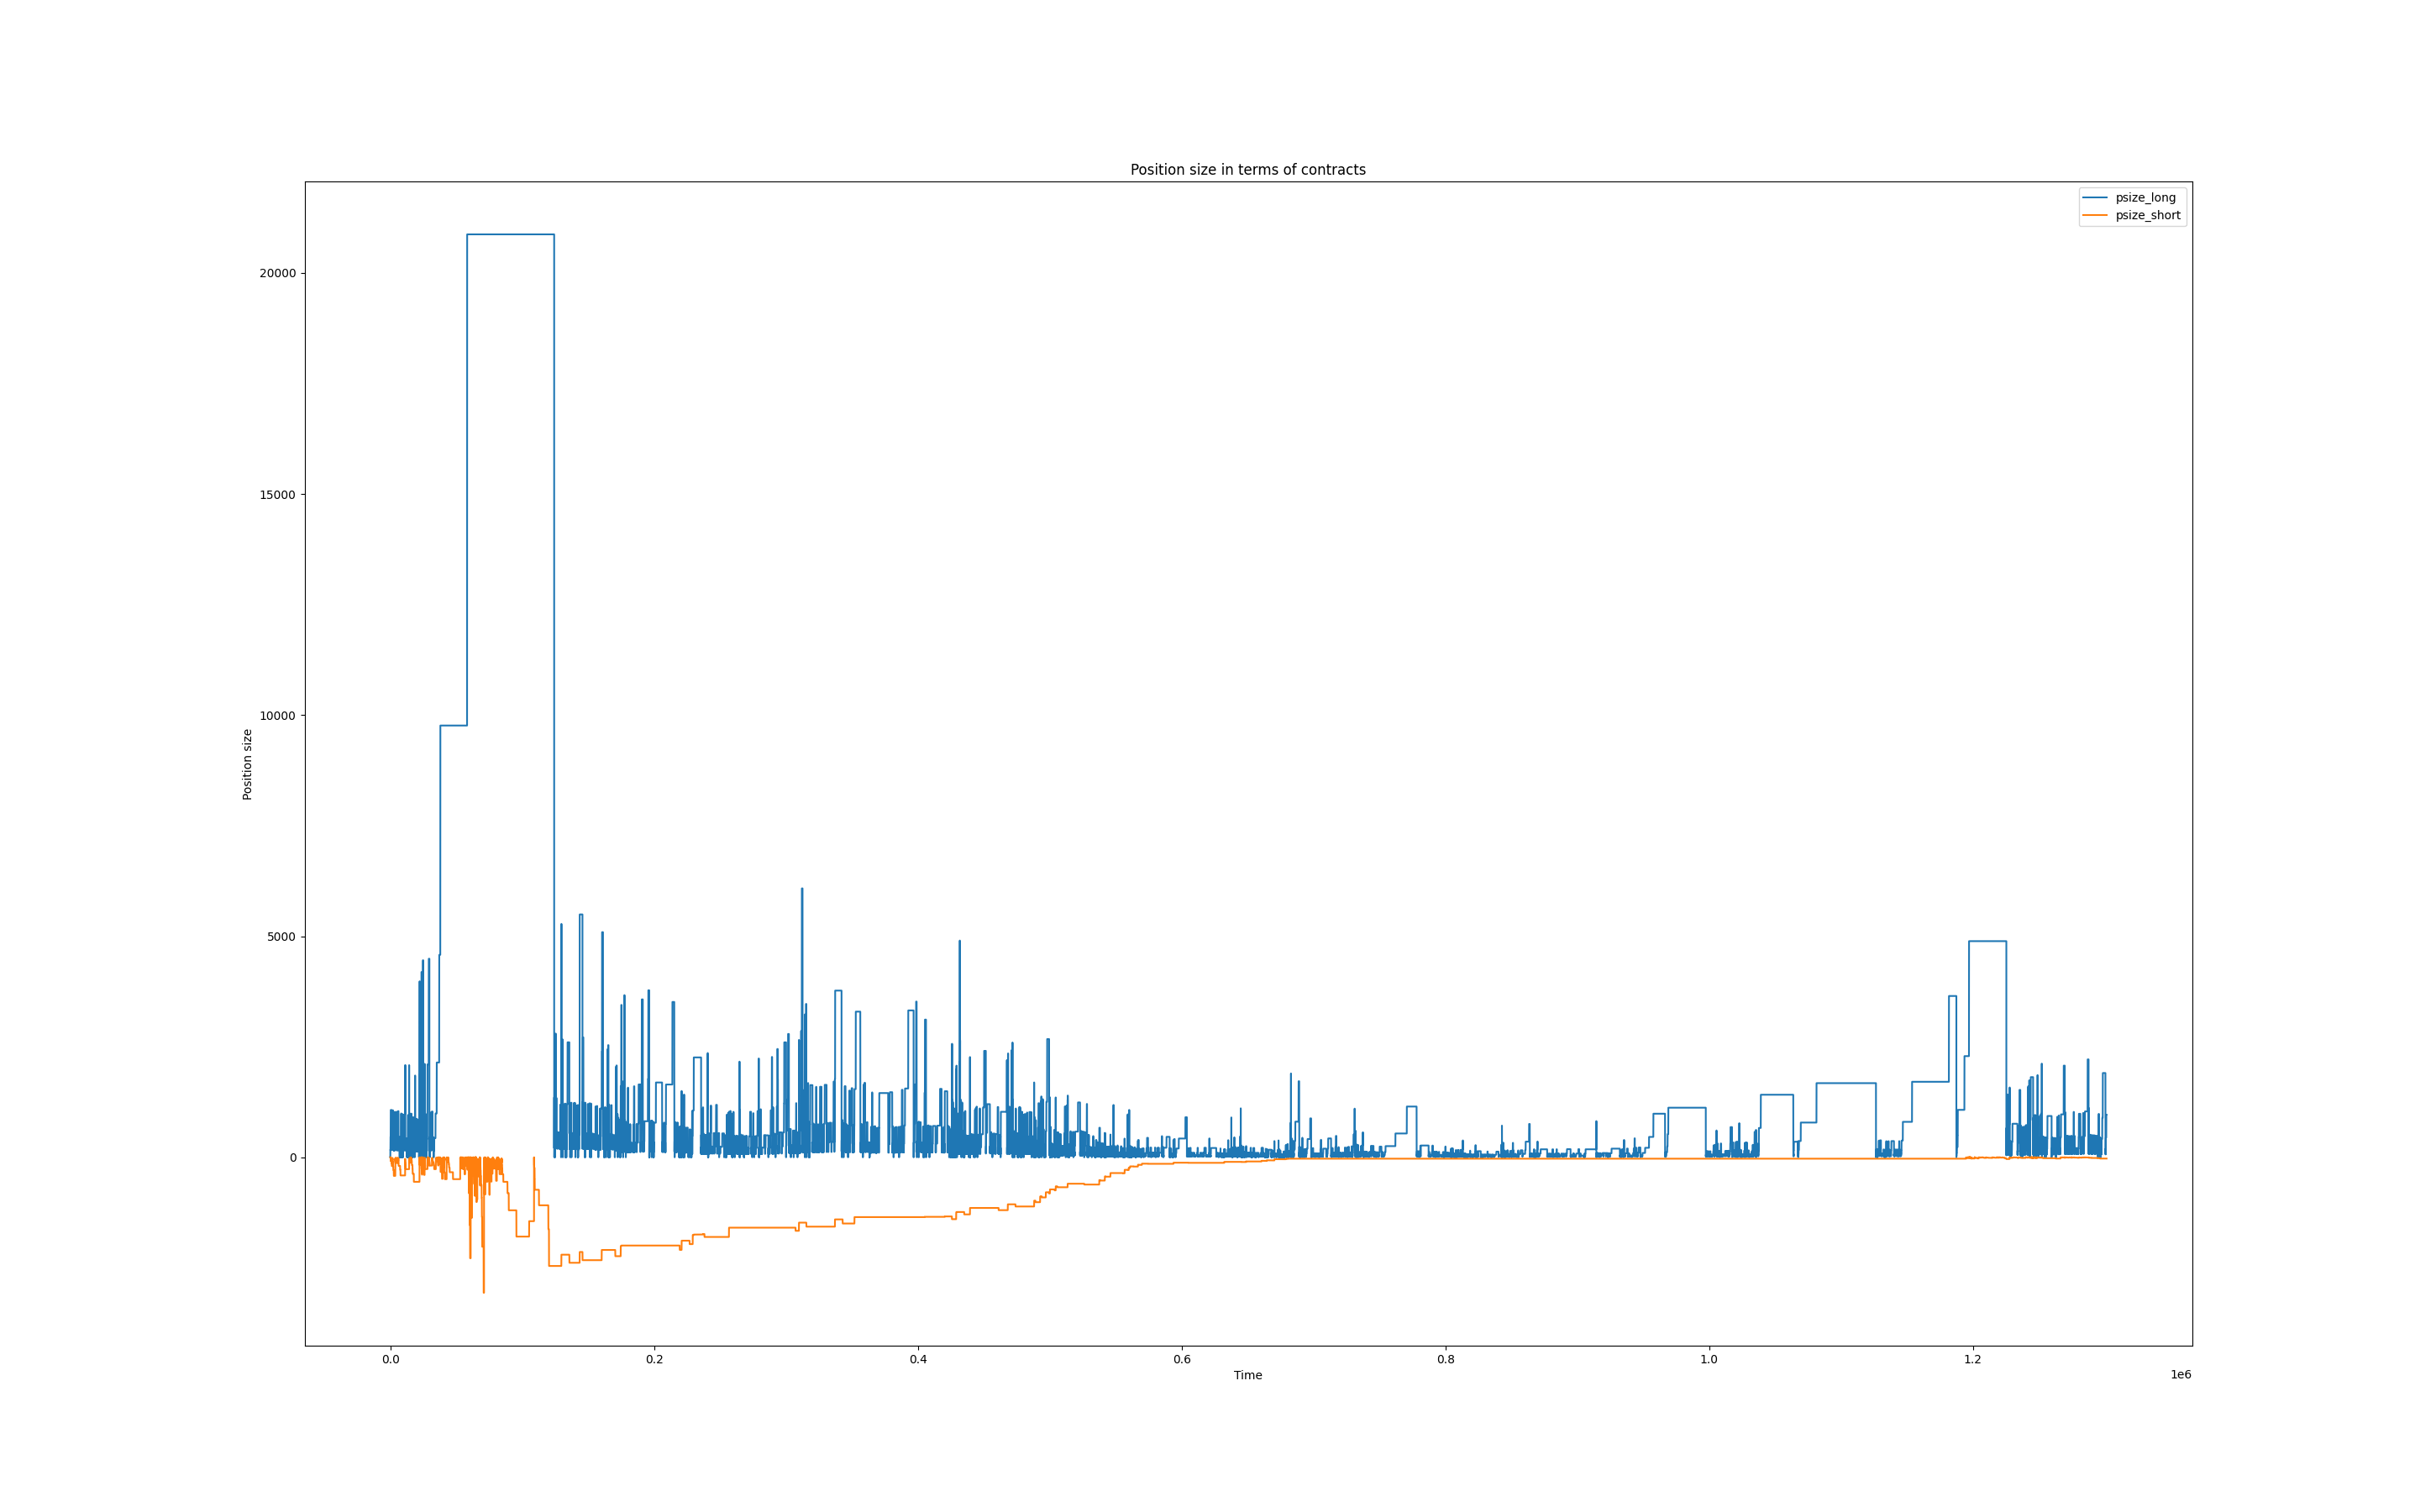 Position size in terms of contracts
psize_long
psize_short
Position size
20000
15000
10000
5000
0
0.0 0.2 0.4 0.6 0.8 1.0 1.2
Time
1e6